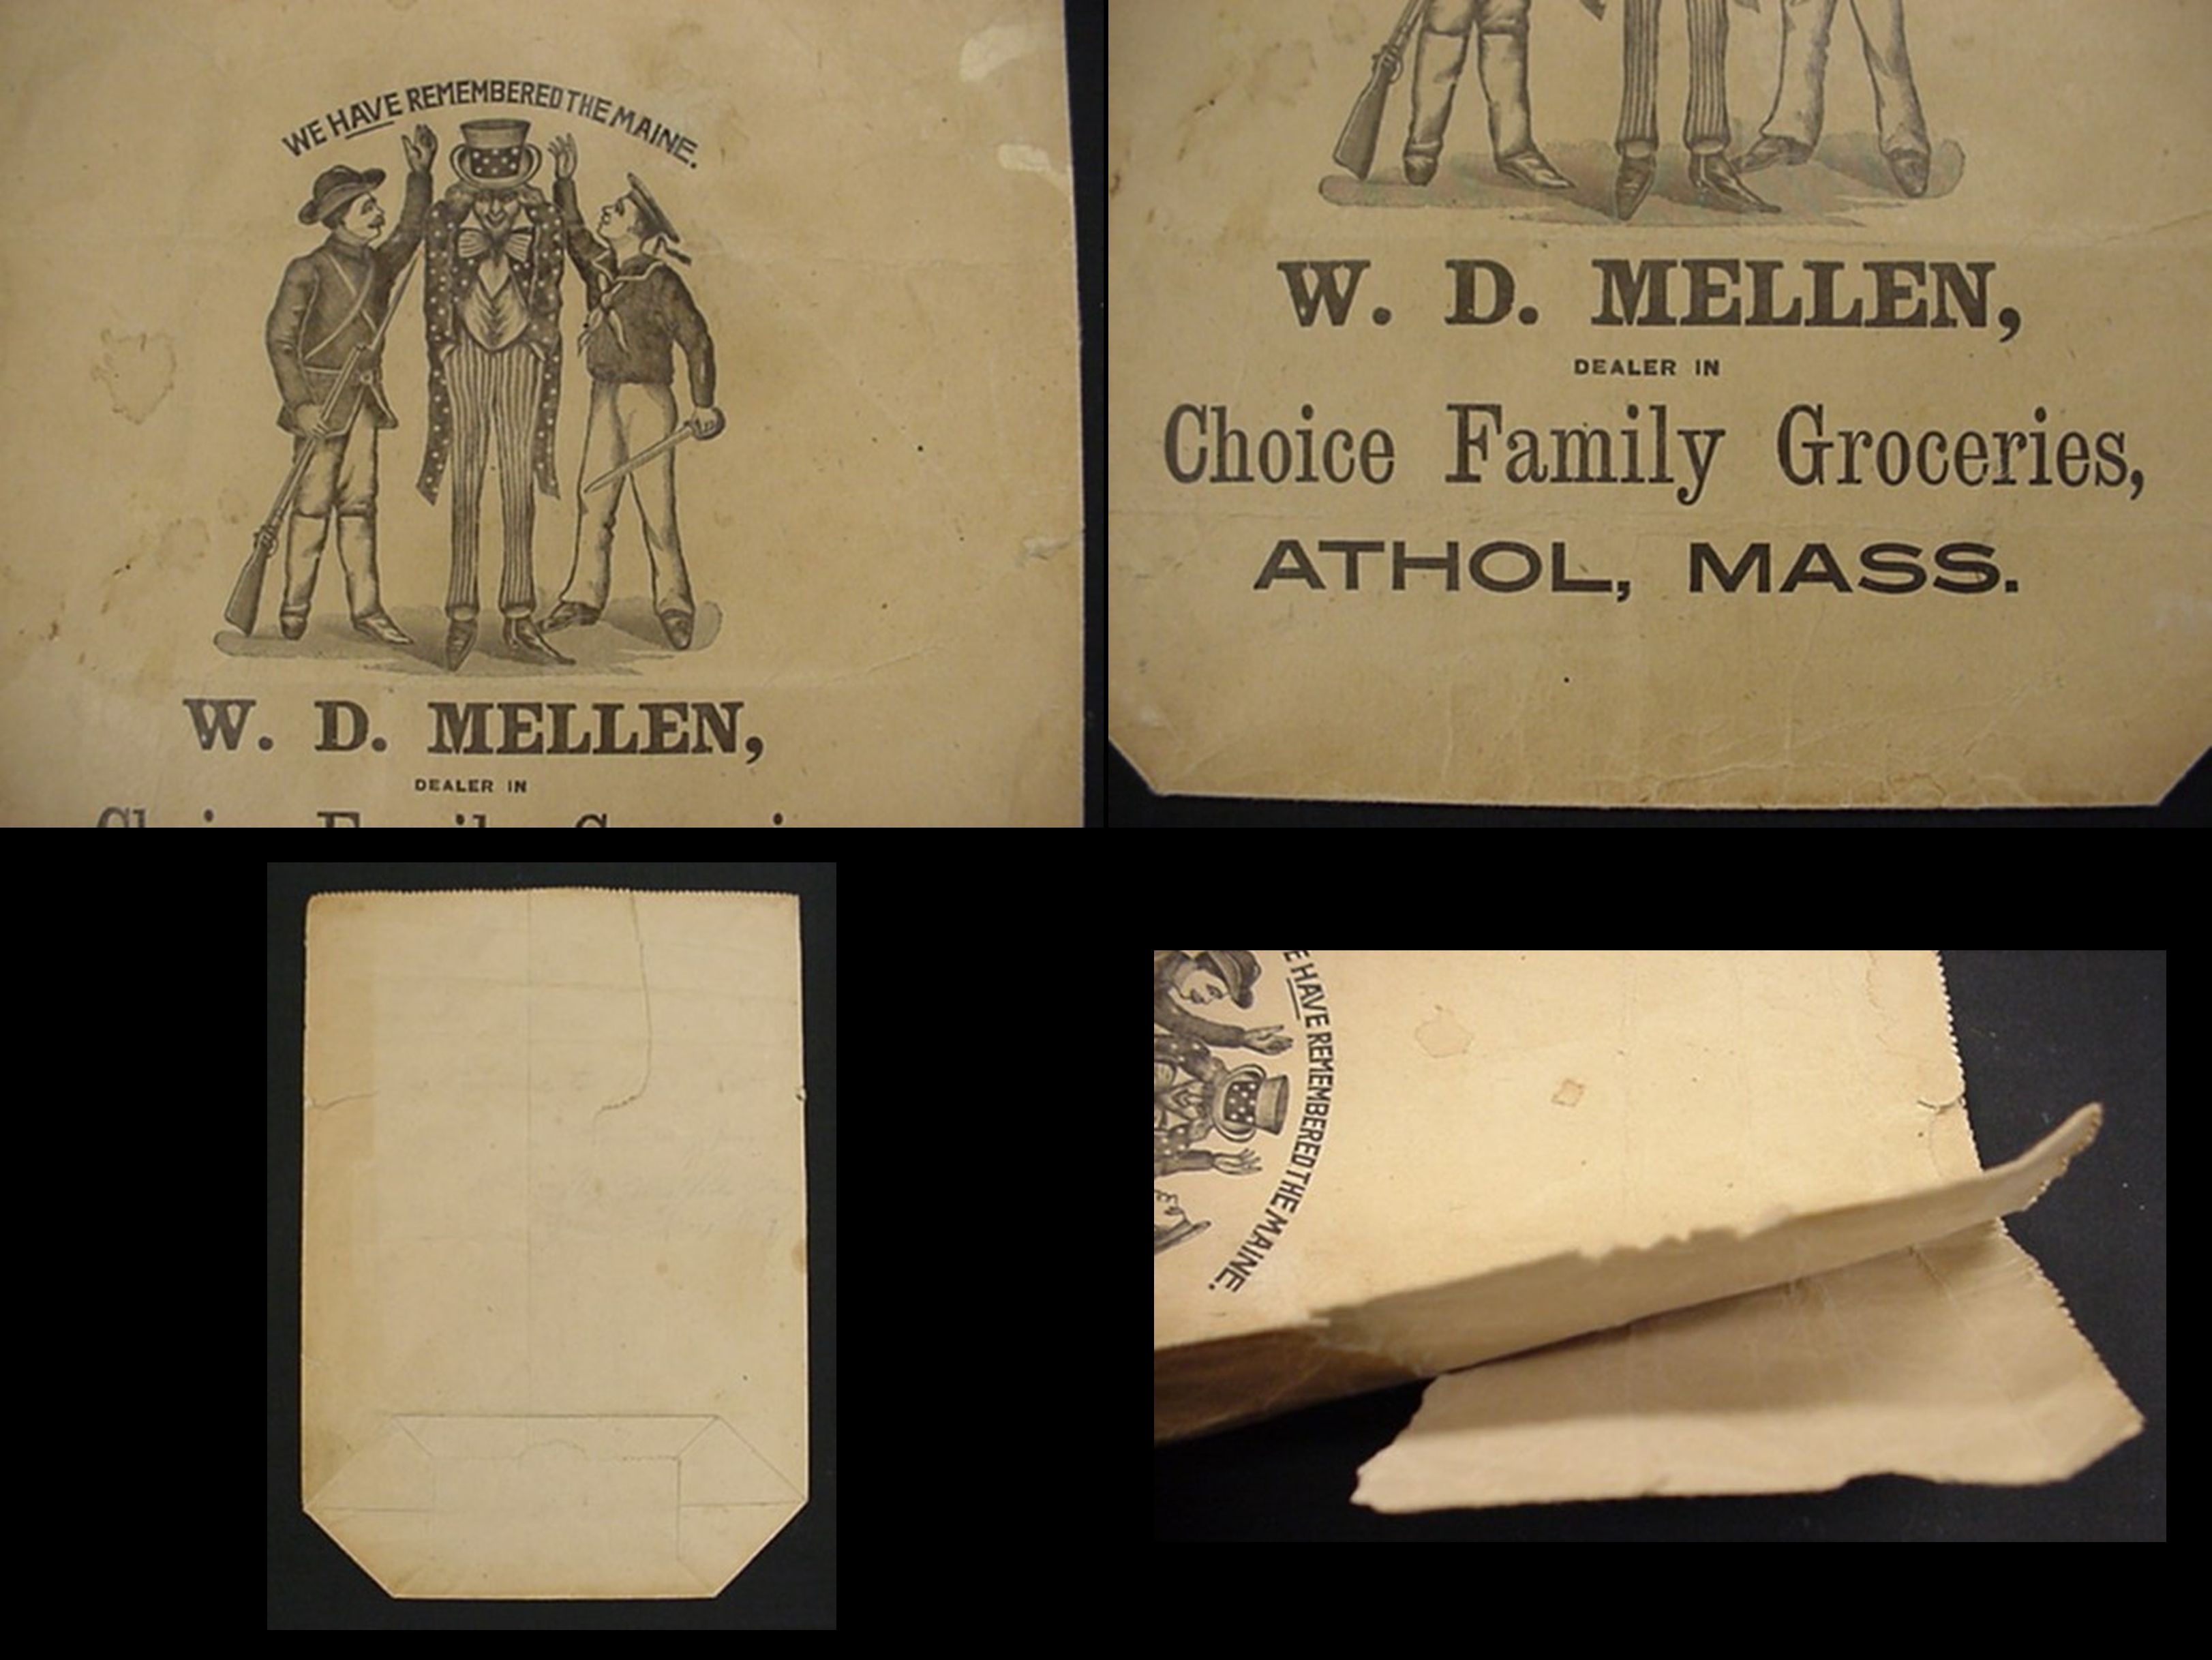 WE HAVE REMEMBERED THE MAINE.
W. D. MELLEN,
DEALER IN
W. D. MELLEN,
DEALER IN
Choice Family Groceries,
ATHOL, MASS.
E HAVE REMEMBERED THE MAINE.